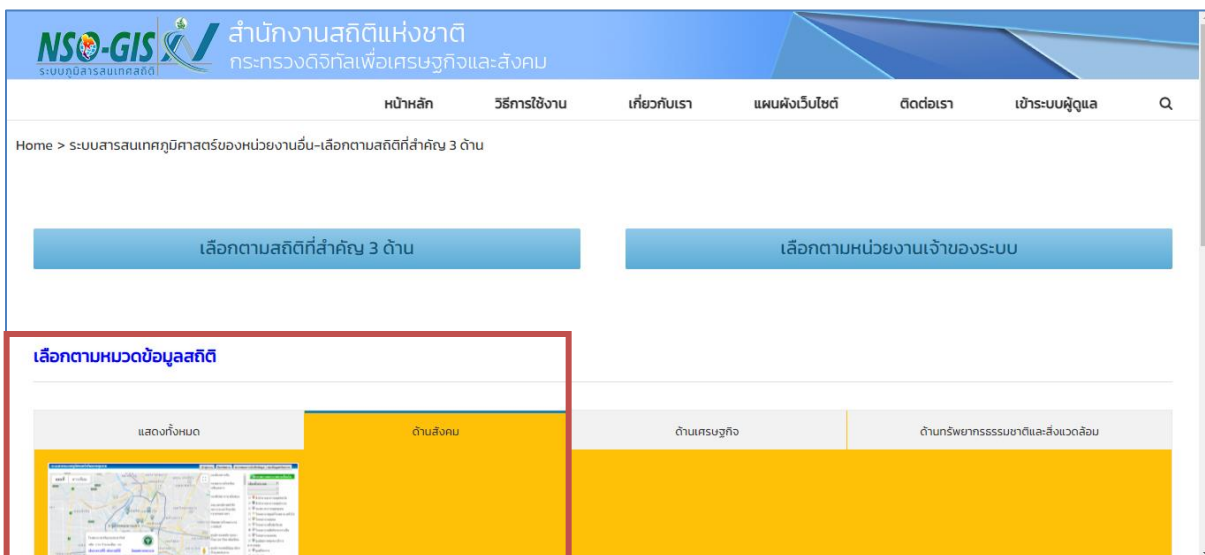 NSO-GIS
ระบบภูมิสารสนเทศสถิติ
สำนักงานสถิติแห่งชาติ
กระทรวงดิจิทัลเพื่อเศรษฐกิจและสังคม
หน้าหลัก วิธีการใช้งาน เกี่ยวกับเรา แผนผังเว็บไซต์ ติดต่อเรา เข้าระบบผู้ดูแล
Home > ระบบสารสนเทศภูมิศาสตร์ของหน่วยงานอื่น-เลือกตามสถิติที่สำคัญ 3 ด้าน
เลือกตามสถิติที่สำคัญ 3 ด้าน เลือกตามหน่วยงานเจ้าของระบบ
เลือกตามหมวดข้อมูลสถิติ
แสดงทั้งหมด ด้านสังคม ด้านเศรษฐกิจ ด้านทรัพยากรธรรมชาติและสิ่งแวดล้อม